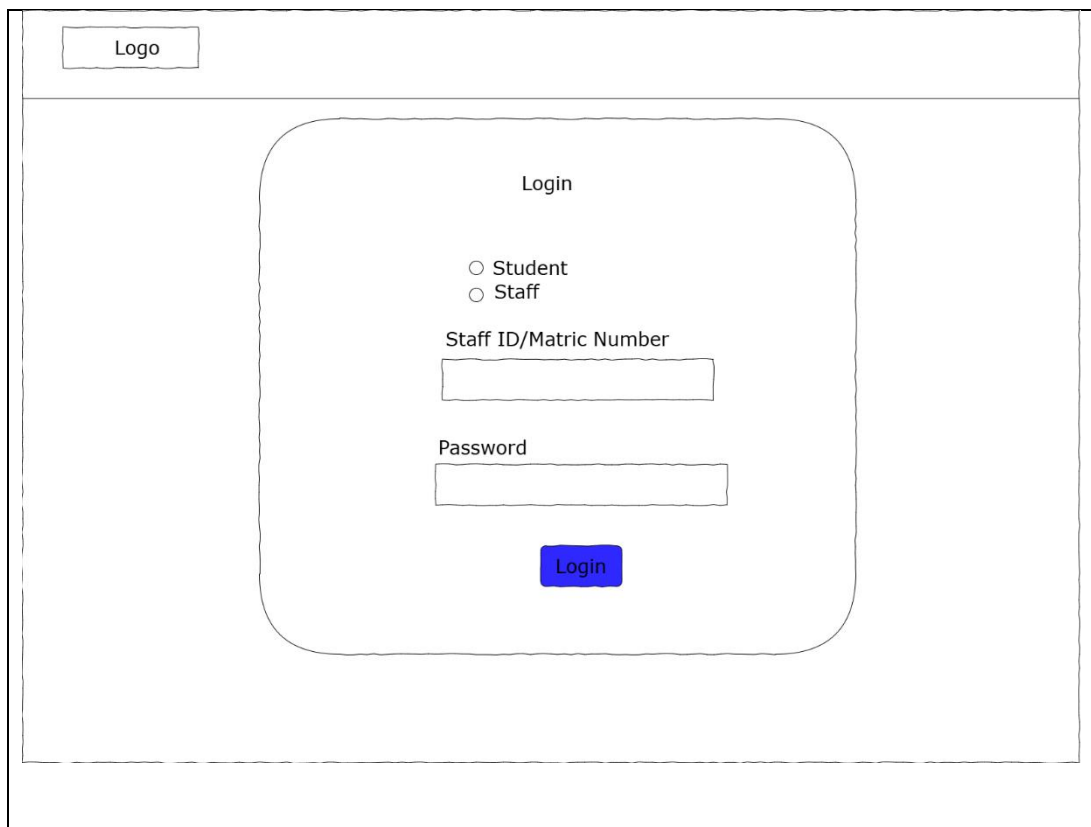 Logo
Login
Student
Staff
Staff ID/Matric Number
Password
Login